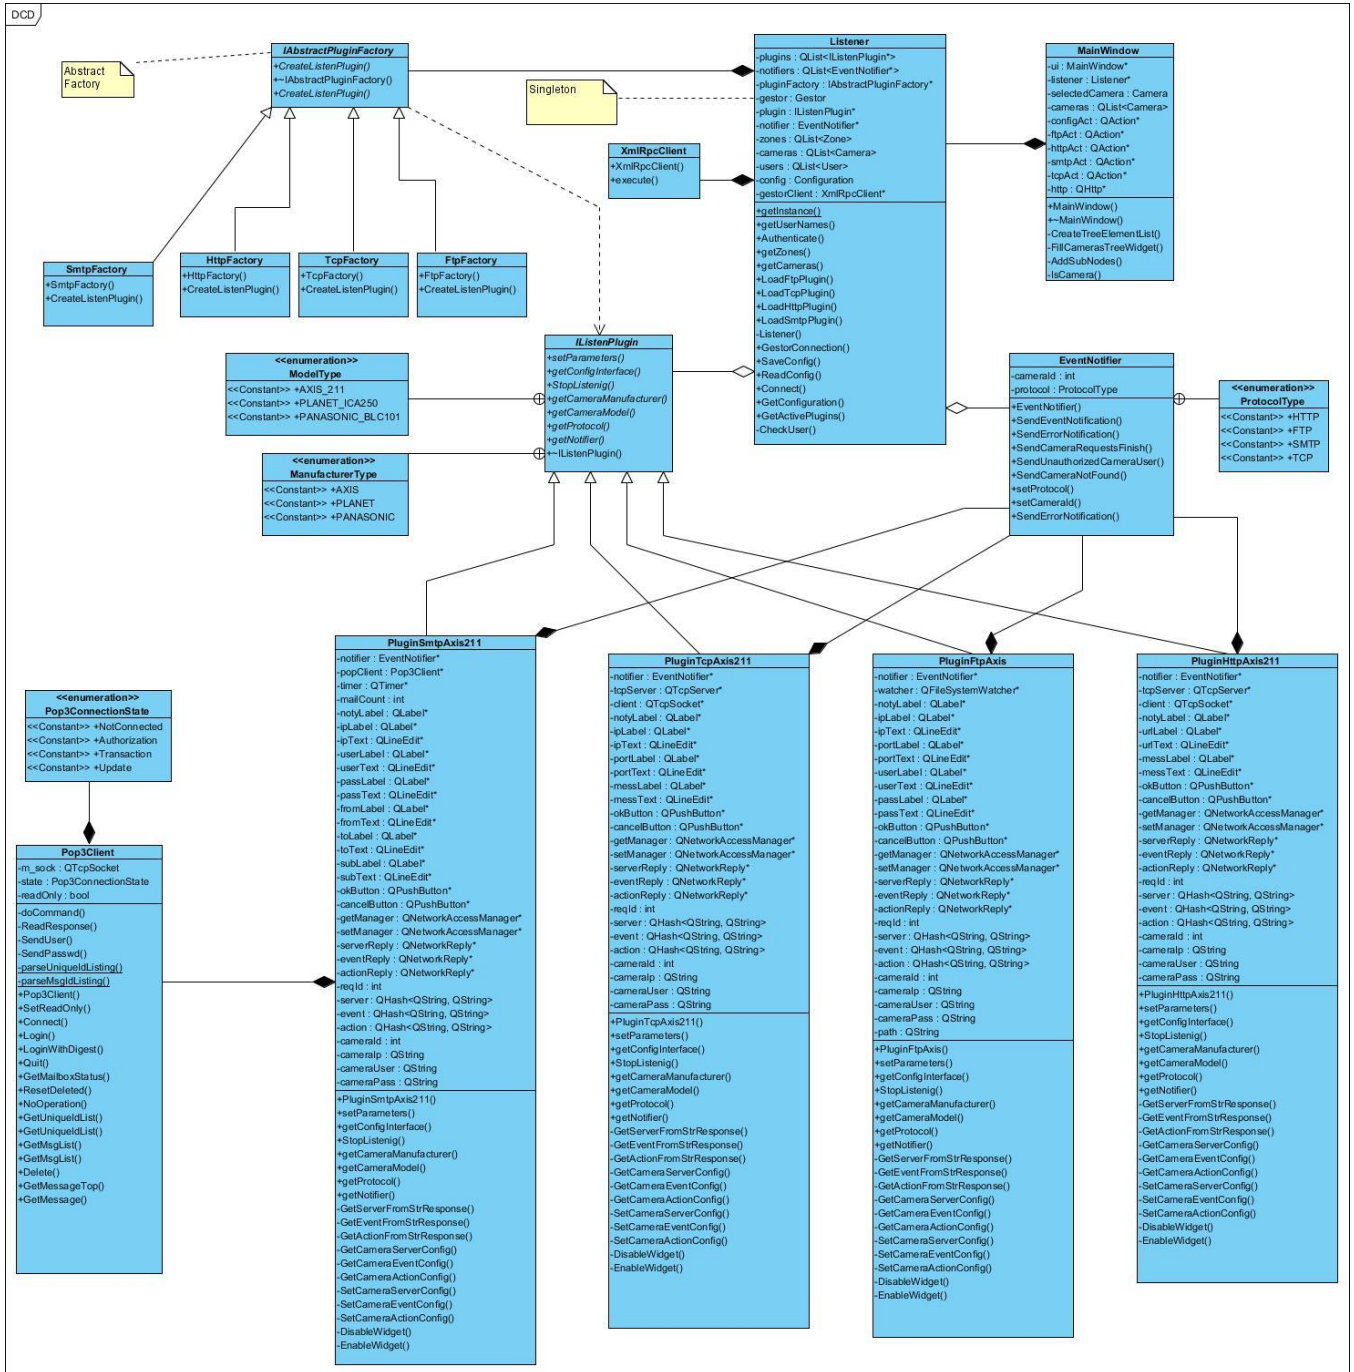 DCD
Abstract
Factory
IAbstractPluginFactory
+CreateListenPlugin()
+~IAbstractPluginFactory()
+CreateListenPlugin()
Singleton
Listener
-plugins : QList<IListenPlugin*>
-notifiers : QList<EventNotifier*>
-pluginFactory : IAbstractPluginFactory*
-gestor : Gestor
-plugin : IListenPlugin*
-notifier : EventNotifier*
-zones : QList<Zone>
-cameras : QList<Camera>
-users : QList<User>
-config : Configuration
-gestorClient : XmlRpcClient*
+getInstance()
+getUserNames()
+Authenticate()
+getZones()
+getCameras()
+LoadFtpPlugin()
+LoadTcpPlugin()
+LoadHttpPlugin()
+LoadSmtpPlugin()
-Listener()
+GestorConnection()
+SaveConfig()
+ReadConfig()
+Connect()
+GetConfiguration()
+GetActivePlugins()
-CheckUser()
MainWindow
-ui : MainWindow*
-listener : Listener*
-selectedCamera : Camera
-cameras : QList<Camera>
-configAct : QAction*
-ftpAct : QAction*
-httpAct : QAction*
-smtpAct : QAction*
-tcpAct : QAction*
-http : QHttp*
+MainWindow()
+~MainWindow()
-CreateTreeElementList()
-FillCamerasTreeWidget()
-AddSubNodes()
-IsCamera()
XmlRpcClient
+XmlRpcClient()
+execute()
SmtpFactory
+SmtpFactory()
+CreateListenPlugin()
HttpFactory
+HttpFactory()
+CreateListenPlugin()
TcpFactory
+TcpFactory()
+CreateListenPlugin()
FtpFactory
+FtpFactory()
+CreateListenPlugin()
<<enumeration>>
ModelType
<<Constant>> +AXIS_211
<<Constant>> +PLANET_ICA250
<<Constant>> +PANASONIC_BLC101
<<enumeration>>
ManufacturerType
<<Constant>> +AXIS
<<Constant>> +PLANET
<<Constant>> +PANASONIC
IListenPlugin
+setParameters()
+getConfigInterface()
+StopListenig()
+getCameraManufacturer()
+getCameraModel()
+getProtocol()
+getNotifier()
+~IListenPlugin()
EventNotifier
-cameraId : int
-protocol : ProtocolType
+EventNotifier()
+SendEventNotification()
+SendErrorNotification()
+SendCameraRequestsFinish()
+SendUnauthorizedCameraUser()
+SendCameraNotFound()
+setProtocol()
+setCameraId()
+SendErrorNotification()
<<enumeration>>
ProtocolType
<<Constant>> +HTTP
<<Constant>> +FTP
<<Constant>> +SMTP
<<Constant>> +TCP
<<enumeration>>
Pop3ConnectionState
<<Constant>> +NotConnected
<<Constant>> +Authorization
<<Constant>> +Transaction
<<Constant>> +Update
Pop3Client
-m_sock : QTcpSocket
-state : Pop3ConnectionState
-readOnly : bool
-doCommand()
-ReadResponse()
-SendUser()
-SendPasswd()
-parseUniqueIdListing()
-parseMsgIdListing()
+Pop3Client()
+SetReadOnly()
+Connect()
+Login()
+LoginWithDigest()
+Quit()
+GetMailboxStatus()
+ResetDeleted()
+NoOperation()
+GetUniqueIdList()
+GetUniqueIdList()
+GetMsgList()
+GetMsgList()
+Delete()
+GetMessageTop()
+GetMessage()
PluginSmtpAxis211
-notifier : EventNotifier*
-popClient : Pop3Client*
-timer : QTimer*
-mailCount : int
-notyLabel : QLabel*
-ipLabel : QLabel*
-ipText : QLineEdit*
-userLabel : QLabel*
-userText : QLineEdit*
-passLabel : QLabel*
-passText : QLineEdit*
-fromLabel : QLabel*
-fromText : QLineEdit*
-toLabel : QLabel*
-toText : QLineEdit*
-subLabel : QLabel*
-subText : QLineEdit*
-okButton : QPushButton*
-cancelButton : QPushButton*
-getManager : QNetworkAccessManager*
-setManager : QNetworkAccessManager*
-serverReply : QNetworkReply*
-eventReply : QNetworkReply*
-actionReply : QNetworkReply*
-reqId : int
-server : QHash<QString, QString>
-event : QHash<QString, QString>
-action : QHash<QString, QString>
-cameraId : int
-cameraIp : QString
-cameraUser : QString
-cameraPass : QString
+PluginSmtpAxis211()
+setParameters()
+getConfigInterface()
+StopListenig()
+getCameraManufacturer()
+getCameraModel()
+getProtocol()
+getNotifier()
-GetServerFromStrResponse()
-GetEventFromStrResponse()
-GetActionFromStrResponse()
-GetCameraServerConfig()
-GetCameraEventConfig()
-GetCameraActionConfig()
-SetCameraServerConfig()
-SetCameraEventConfig()
-SetCameraActionConfig()
-DisableWidget()
-EnableWidget()
PluginTcpAxis211
-notifier : EventNotifier*
-tcpServer : QTcpServer*
-client : QTcpSocket*
-notyLabel : QLabel*
-ipLabel : QLabel*
-ipText : QLineEdit*
-portLabel : QLabel*
-portText : QLineEdit*
-messLabel : QLabel*
-messText : QLineEdit*
-okButton : QPushButton*
-cancelButton : QPushButton*
-getManager : QNetworkAccessManager*
-setManager : QNetworkAccessManager*
-serverReply : QNetworkReply*
-eventReply : QNetworkReply*
-actionReply : QNetworkReply*
-reqId : int
-server : QHash<QString, QString>
-event : QHash<QString, QString>
-action : QHash<QString, QString>
-cameraId : int
-cameraIp : QString
-cameraUser : QString
-cameraPass : QString
+PluginTcpAxis211()
+setParameters()
+getConfigInterface()
+StopListenig()
+getCameraManufacturer()
+getCameraModel()
+getProtocol()
+getNotifier()
-GetServerFromStrResponse()
-GetEventFromStrResponse()
-GetActionFromStrResponse()
-GetCameraServerConfig()
-GetCameraEventConfig()
-GetCameraActionConfig()
-SetCameraServerConfig()
-SetCameraEventConfig()
-SetCameraActionConfig()
-DisableWidget()
-EnableWidget()
PluginFtpAxis
-notifier : EventNotifier*
-watcher : QFileSystemWatcher*
-notyLabel : QLabel*
-ipLabel : QLabel*
-ipText : QLineEdit*
-portLabel : QLabel*
-portText : QLineEdit*
-userLabel : QLabel*
-userText : QLineEdit*
-passLabel : QLabel*
-passText : QLineEdit*
-okButton : QPushButton*
-cancelButton : QPushButton*
-getManager : QNetworkAccessManager*
-setManager : QNetworkAccessManager*
-serverReply : QNetworkReply*
-eventReply : QNetworkReply*
-actionReply : QNetworkReply*
-reqId : int
-server : QHash<QString, QString>
-event : QHash<QString, QString>
-action : QHash<QString, QString>
-cameraId : int
-cameraIp : QString
-cameraUser : QString
-cameraPass : QString
-path : QString
+PluginFtpAxis()
+setParameters()
+getConfigInterface()
+StopListenig()
+getCameraManufacturer()
+getCameraModel()
+getProtocol()
+getNotifier()
-GetServerFromStrResponse()
-GetEventFromStrResponse()
-GetActionFromStrResponse()
-GetCameraServerConfig()
-GetCameraEventConfig()
-GetCameraActionConfig()
-SetCameraServerConfig()
-SetCameraEventConfig()
-SetCameraActionConfig()
-DisableWidget()
-EnableWidget()
PluginHttpAxis211
-notifier : EventNotifier*
-tcpServer : QTcpServer*
-client : QTcpSocket*
-notyLabel : QLabel*
-urlLabel : QLabel*
-urlText : QLineEdit*
-messLabel : QLabel*
-messText : QLineEdit*
-okButton : QPushButton*
-cancelButton : QPushButton*
-getManager : QNetworkAccessManager*
-setManager : QNetworkAccessManager*
-serverReply : QNetworkReply*
-eventReply : QNetworkReply*
-actionReply : QNetworkReply*
-reqId : int
-server : QHash<QString, QString>
-event : QHash<QString, QString>
-action : QHash<QString, QString>
-cameraId : int
-cameraIp : QString
-cameraUser : QString
-cameraPass : QString
+PluginHttpAxis211()
+setParameters()
+getConfigInterface()
+StopListenig()
+getCameraManufacturer()
+getCameraModel()
+getProtocol()
+getNotifier()
-GetServerFromStrResponse()
-GetEventFromStrResponse()
-GetActionFromStrResponse()
-GetCameraServerConfig()
-GetCameraEventConfig()
-GetCameraActionConfig()
-SetCameraServerConfig()
-SetCameraEventConfig()
-SetCameraActionConfig()
-DisableWidget()
-EnableWidget()